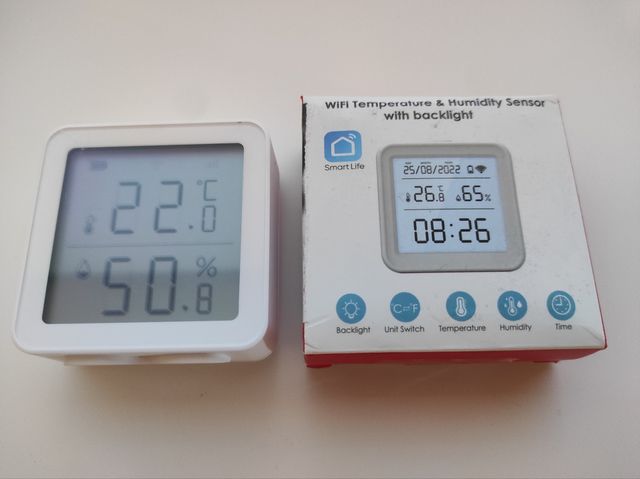 22.0 °C
50.8 %
WiFi Temperature & Humidity Sensor
with backlight
Smart Life
25/08/2022
26.8 °C 65%
08:26
°C⇌°F
Backlight Unit Switch Temperature Humidity Time